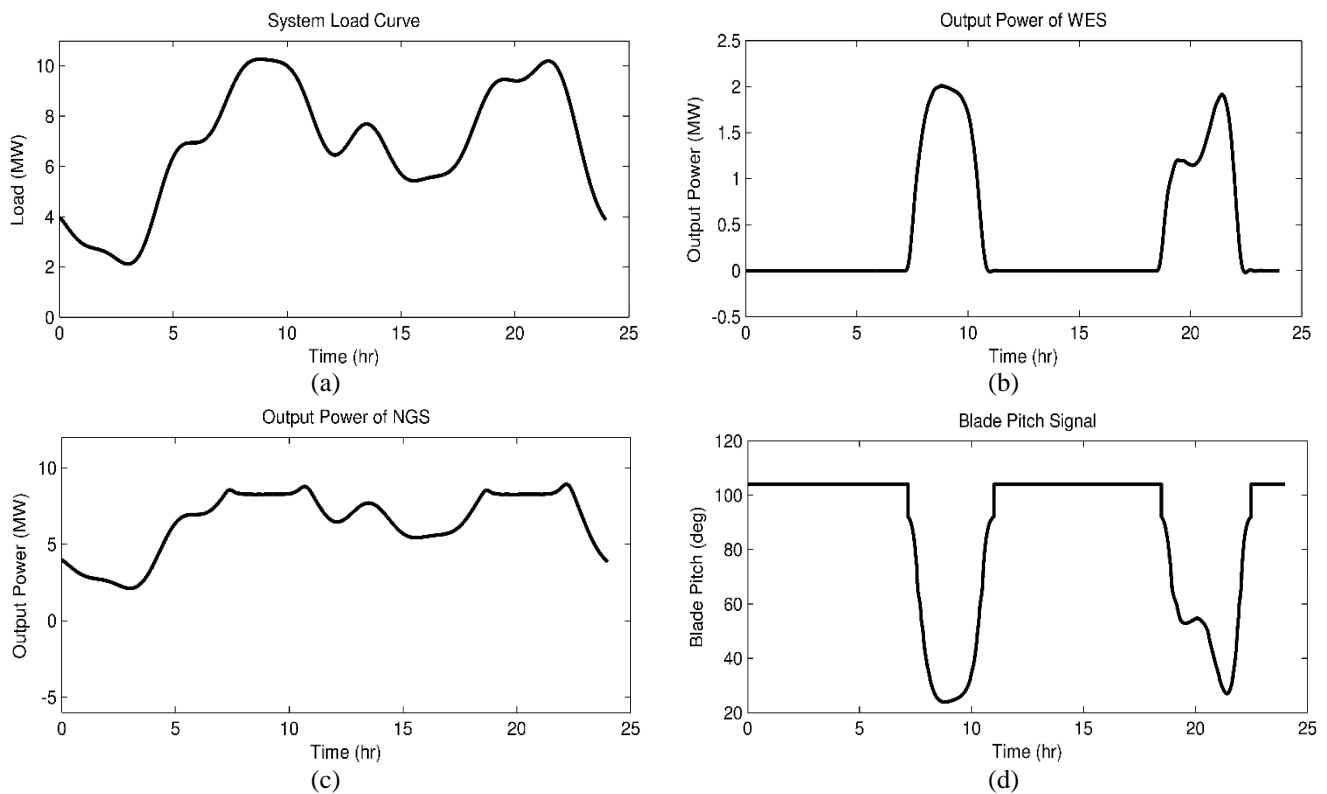 System Load Curve
Load (MW)
10
8
6
4
2
0
0 5 10 15 20 25
Time (hr)
(a)
Output Power of WES
Output Power (MW)
2.5
2
1.5
1
0.5
0
-0.5
0 5 10 15 20 25
Time (hr)
(b)
Output Power of NGS
Output Power (MW)
10
5
0
-5
0 5 10 15 20 25
Time (hr)
(c)
Blade Pitch Signal
Blade Pitch (deg)
120
100
80
60
40
20
0 5 10 15 20 25
Time (hr)
(d)